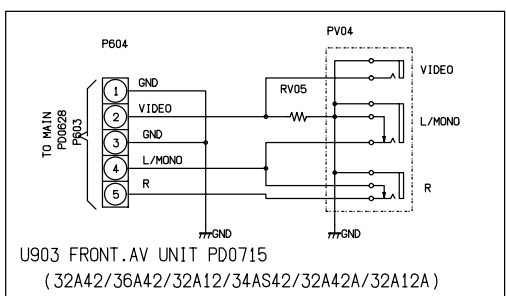 PV04
P604
VIDEO
RV05
L/MONO
R
TO MAIN
PD0628
P603
1 GND
2 VIDEO
3 GND
4 L/MONO
5 R
GND
GND
U903 FRONT.AV UNIT PD0715
(32A42/36A42/32A12/34AS42/32A42A/32A12A)